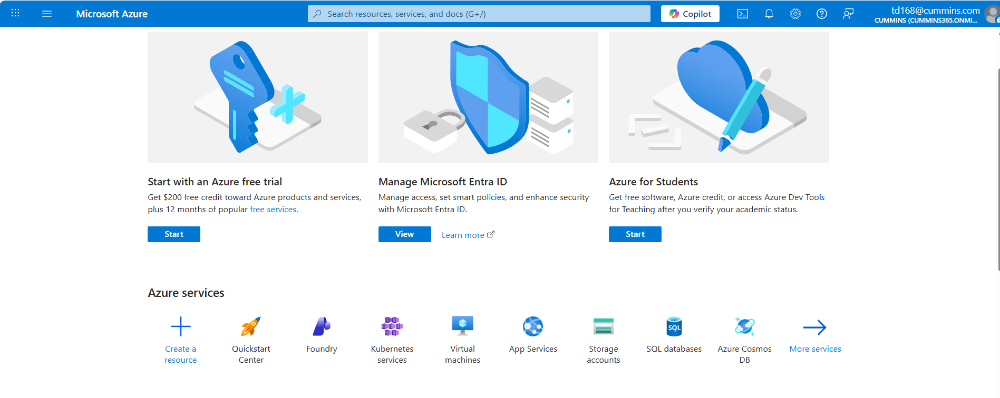 Microsoft Azure
Search resources, services, and docs (G+/)
Copilot
td168@cummins.com
CUMMINS (CUMMINS365.ONMI...
Start with an Azure free trial
Get $200 free credit toward Azure products and services,
plus 12 months of popular free services.
Start
Manage Microsoft Entra ID
Manage access, set smart policies, and enhance security
with Microsoft Entra ID.
View
Learn more
Azure for Students
Get free software, Azure credit, or access Azure Dev Tools
for Teaching after you verify your academic status.
Start
Azure services
Create a
resource
Quickstart
Center
Foundry
Kubernetes
services
Virtual
machines
App Services
Storage
accounts
SQL
SQL databases
Azure Cosmos
DB
More services